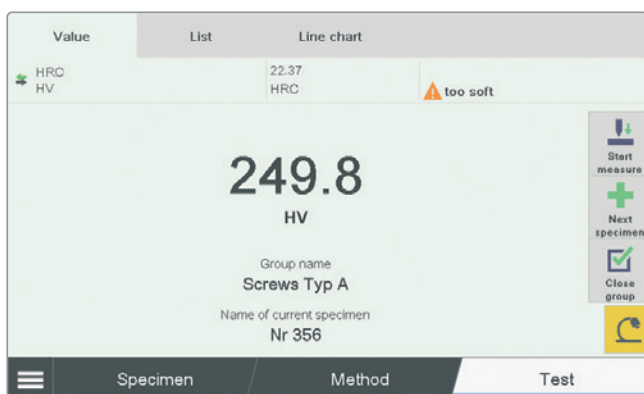 Value List Line chart
HRC 22.37
HV HRC too soft
249.8
HV
Group name
Screws Typ A
Name of current specimen
Nr 356
Start
measure
Next
specimen
Close
group
Specimen Method Test